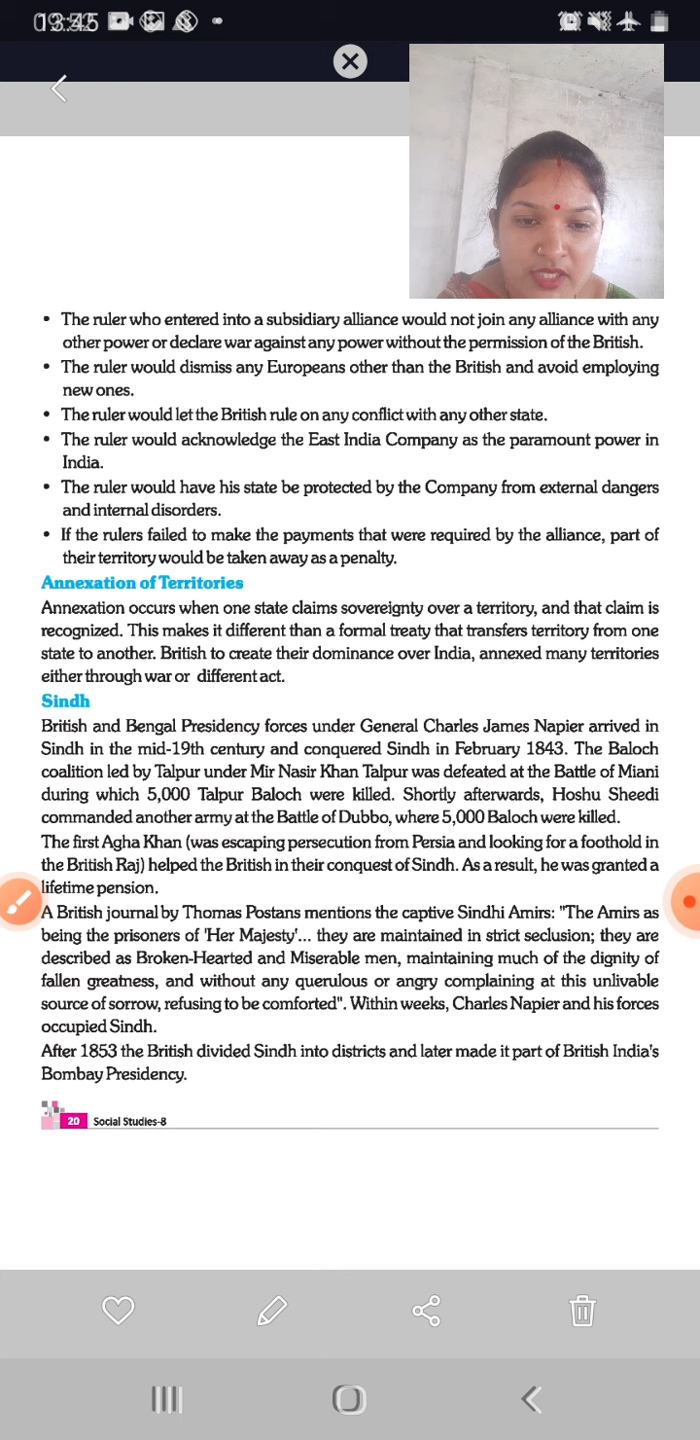 • The ruler who entered into a subsidiary alliance would not join any alliance with any
other power or declare war against any power without the permission of the British.
• The ruler would dismiss any Europeans other than the British and avoid employing
new ones.
• The ruler would let the British rule on any conflict with any other state.
• The ruler would acknowledge the East India Company as the paramount power in
India.
• The ruler would have his state be protected by the Company from external dangers
and internal disorders.
• If the rulers failed to make the payments that were required by the alliance, part of
their territory would be taken away as a penalty.
Annexation of Territories
Annexation occurs when one state claims sovereignty over a territory, and that claim is
recognized. This makes it different than a formal treaty that transfers territory from one
state to another. British to create their dominance over India, annexed many territories
either through war or different act.
Sindh
British and Bengal Presidency forces under General Charles James Napier arrived in
Sindh in the mid-19th century and conquered Sindh in February 1843. The Baloch
coalition led by Talpur under Mir Nasir Khan Talpur was defeated at the Battle of Miani
during which 5,000 Talpur Baloch were killed. Shortly afterwards, Hoshu Sheedi
commanded another army at the Battle of Dubbo, where 5,000 Baloch were killed.
The first Agha Khan (was escaping persecution from Persia and looking for a foothold in
the British Raj) helped the British in their conquest of Sindh. As a result, he was granted a
lifetime pension.
A British journal by Thomas Postans mentions the captive Sindhi Amirs: "The Amirs as
being the prisoners of 'Her Majesty'... they are maintained in strict seclusion; they are
described as Broken-Hearted and Miserable men, maintaining much of the dignity of
fallen greatness, and without any querulous or angry complaining at this unlivable
source of sorrow, refusing to be comforted". Within weeks, Charles Napier and his forces
occupied Sindh.
After 1853 the British divided Sindh into districts and later made it part of British India's
Bombay Presidency.
20 Social Studies-8